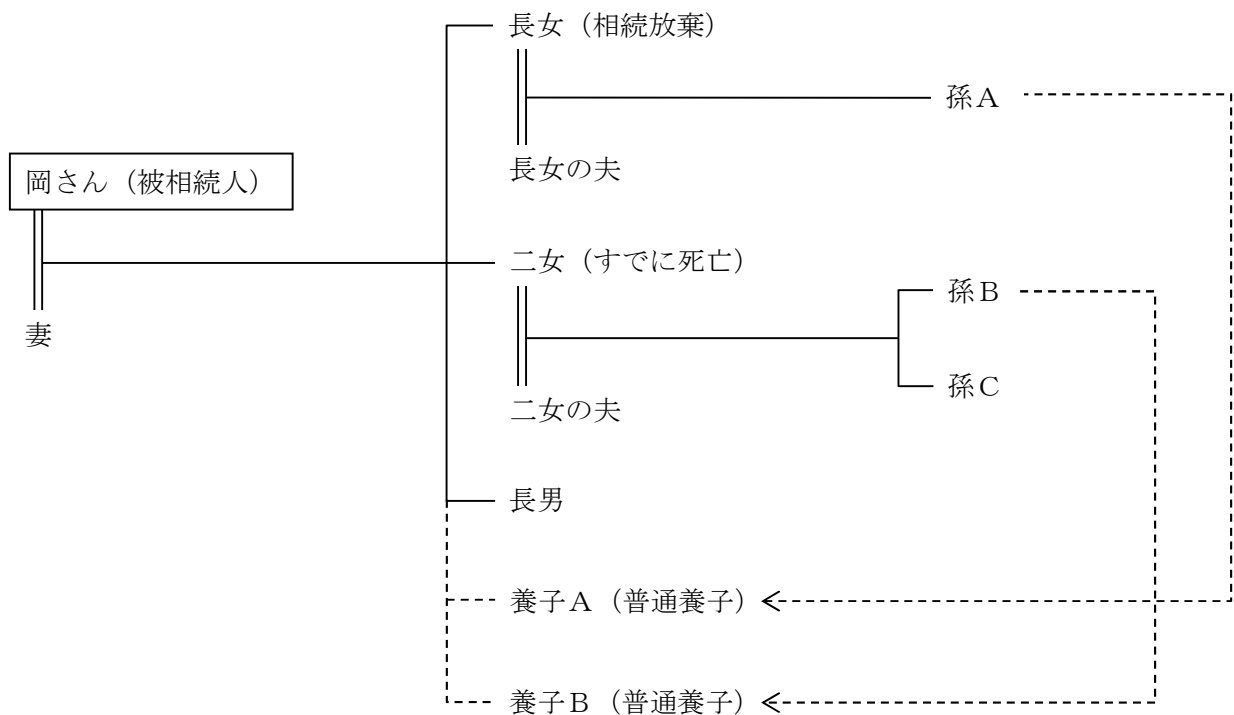 長女（相続放棄）
孫Ａ
長女の夫
岡さん（被相続人）
二女（すでに死亡）
孫Ｂ
妻
孫Ｃ
二女の夫
長男
養子Ａ（普通養子）
養子Ｂ（普通養子）